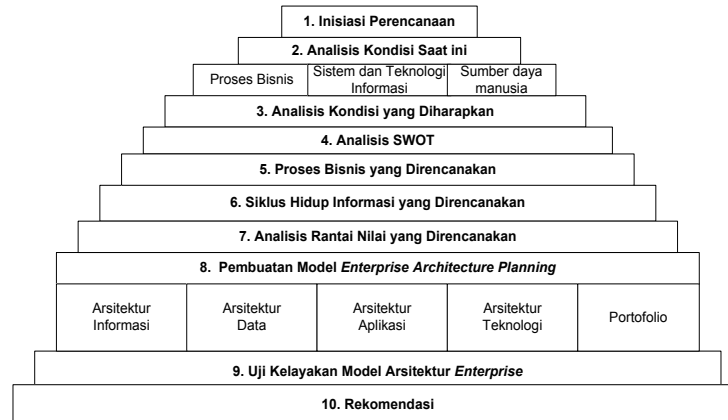 1. Inisiasi Perencanaan
2. Analisis Kondisi Saat ini
Proses Bisnis
Sistem dan Teknologi
Informasi
Sumber daya
manusia
3. Analisis Kondisi yang Diharapkan
4. Analisis SWOT
5. Proses Bisnis yang Direncanakan
6. Siklus Hidup Informasi yang Direncanakan
7. Analisis Rantai Nilai yang Direncanakan
8. Pembuatan Model Enterprise Architecture Planning
Arsitektur
Informasi
Arsitektur
Data
Arsitektur
Aplikasi
Arsitektur
Teknologi
Portofolio
9. Uji Kelayakan Model Arsitektur Enterprise
10. Rekomendasi